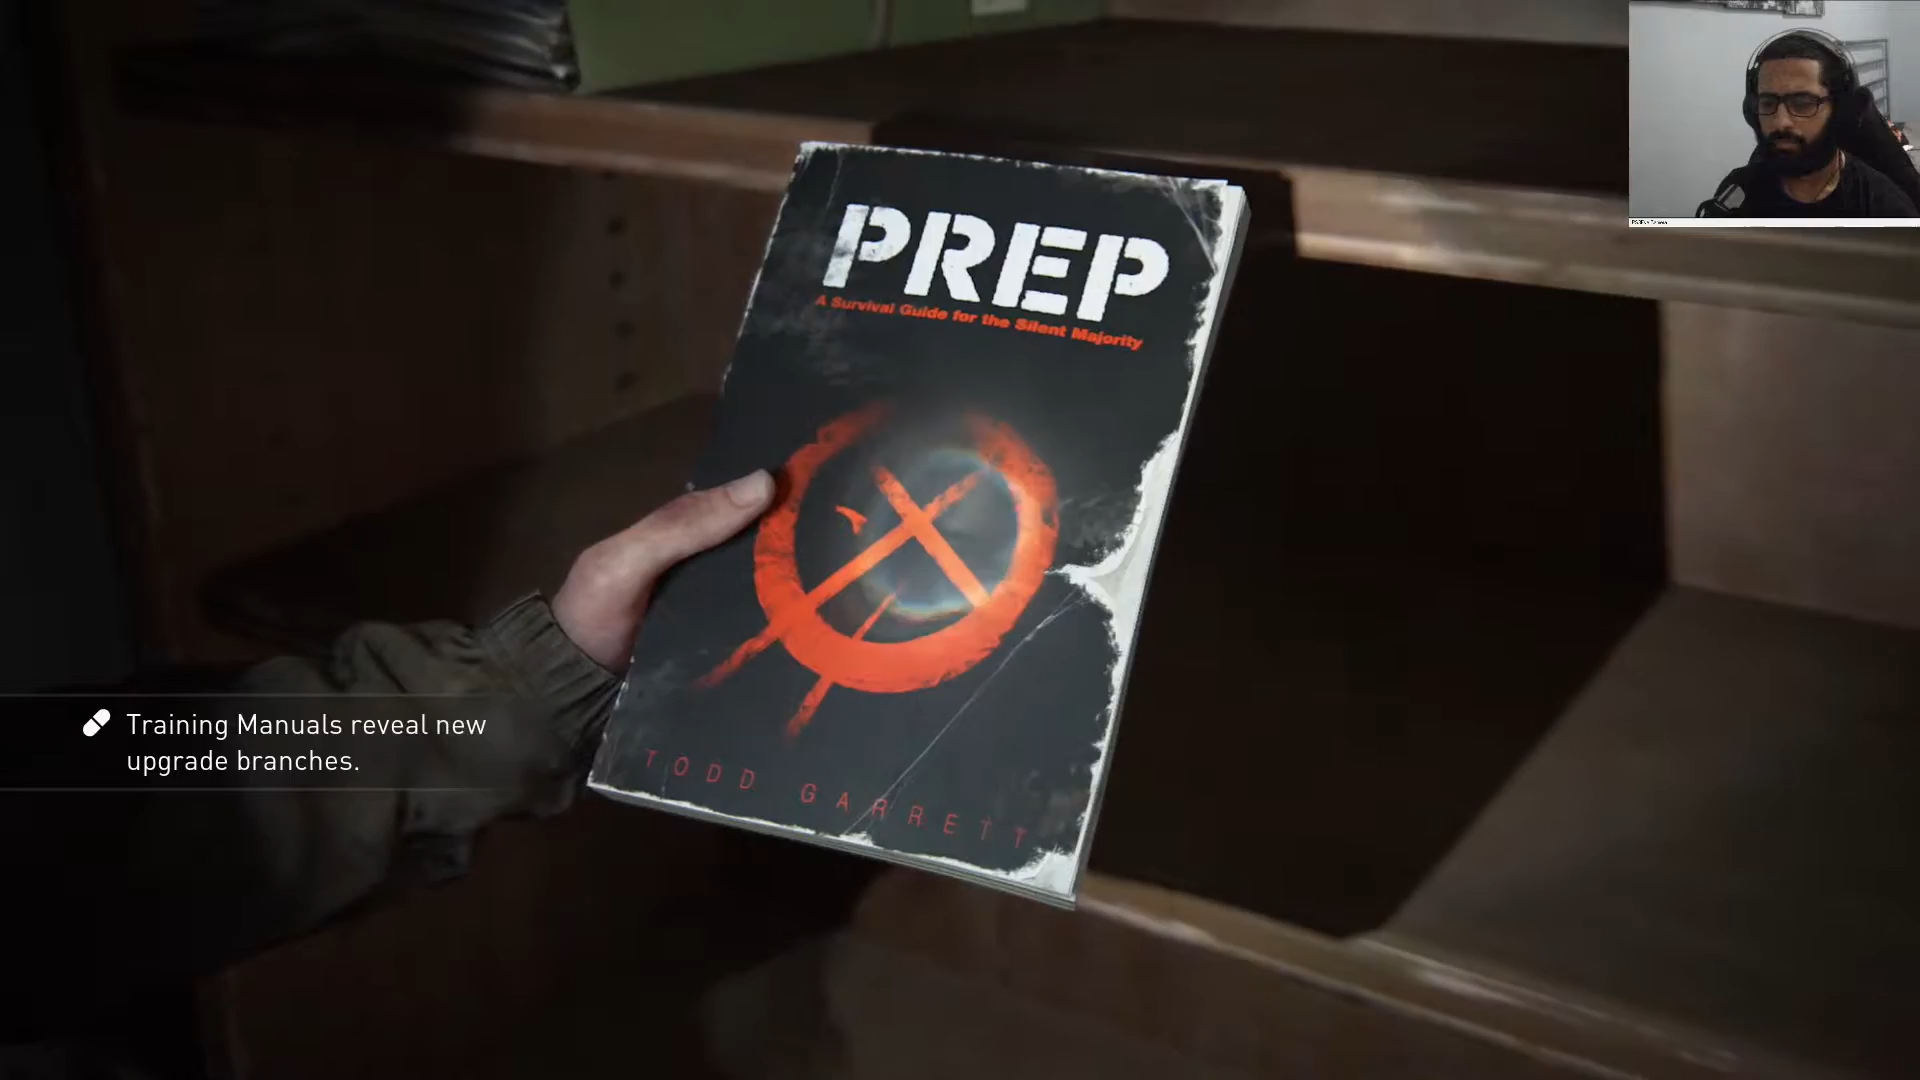 PREP
A Survival Guide for the Silent Majority
Training Manuals reveal new
upgrade branches.
TODD GARRETT